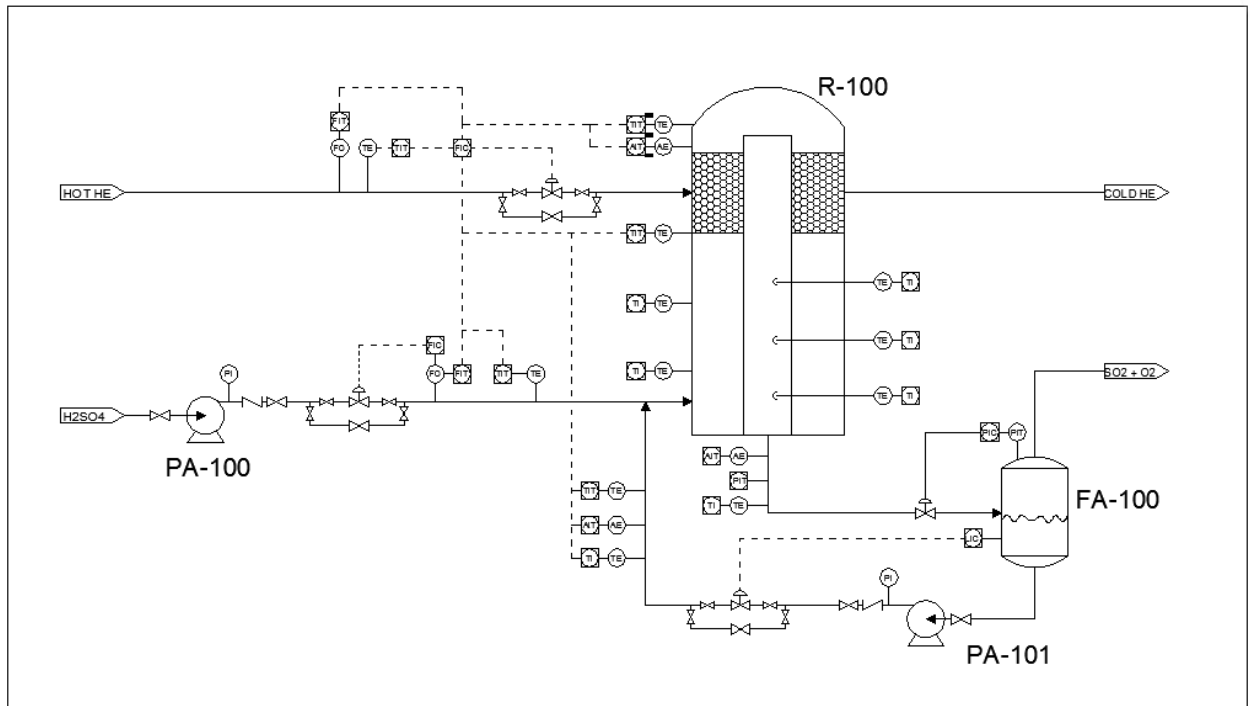 R-100
FIT
TIT TE
FO TE TIT FIC AIT AE
HOT HE COLD HE
TIT TE
TE TI
TI TE
FIC TE TI
PI FO FIT TIT TE TI TE
TE TI SO2 + O2
H2SO4
PIC PIT
PA-100 AIT AE
PIT
TIT TE TI TE FA-100
AIT AE
LIC
TI TE
PI
PA-101